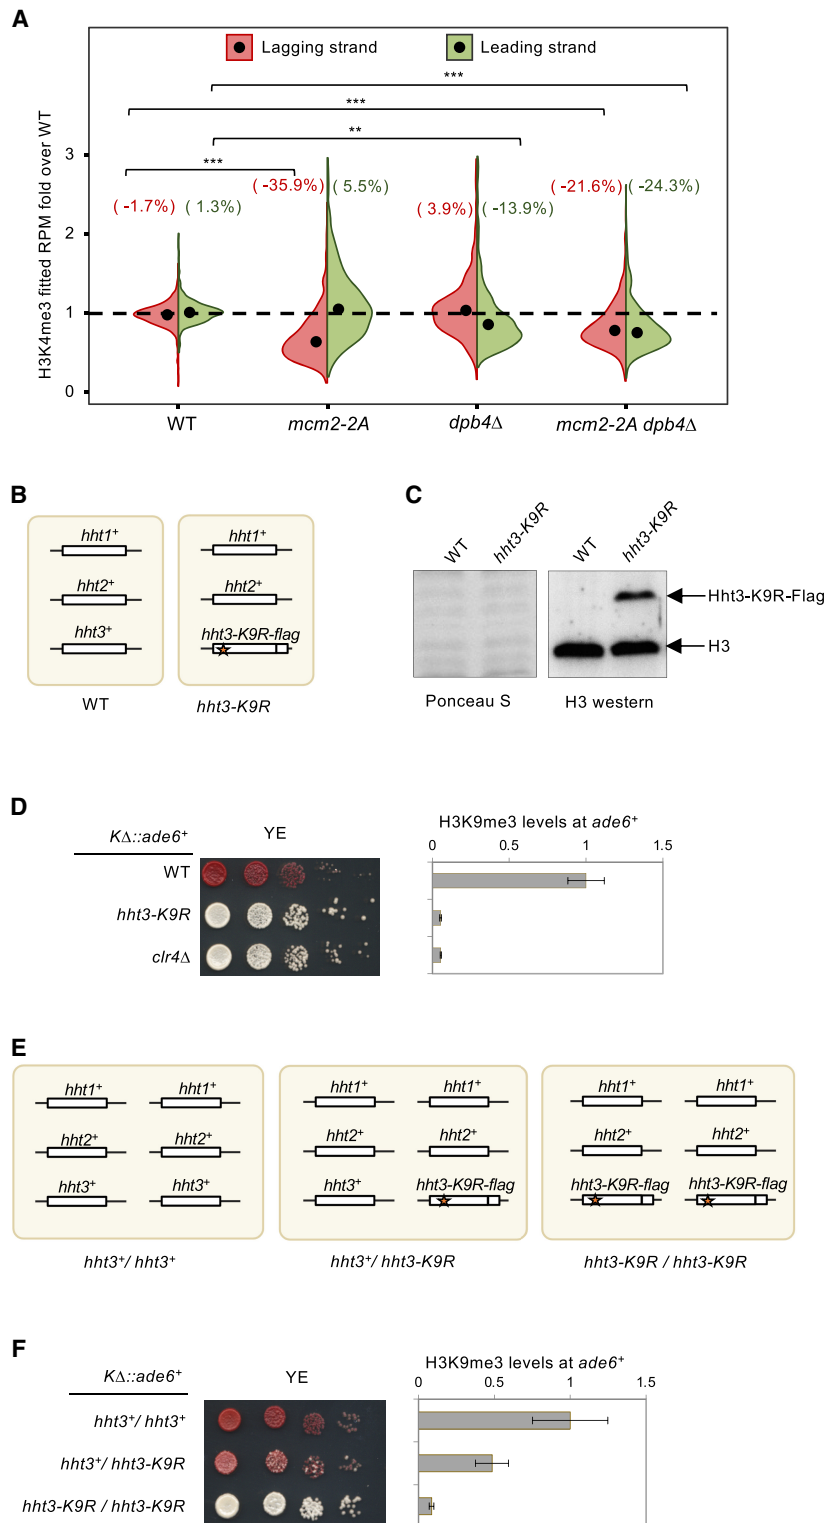 A
Lagging strand
Leading strand
H3K4me3 fitted RPM fold over WT
3
2
1
0
***
***
**
***
( -1.7%) ( 1.3%)
( -35.9%) ( 5.5%)
( 3.9%) ( -13.9%)
( -21.6%) ( -24.3%)
WT
mcm2-2A
dpb4Δ
mcm2-2A dpb4Δ
B
hht1+
hht2+
hht3+
WT
hht1+
hht2+
hht3-K9R-flag
hht3-K9R
C
WT
hht3-K9R
WT
hht3-K9R
Hht3-K9R-Flag
H3
Ponceau S
H3 western
D
KΔ::ade6+
YE
WT
hht3-K9R
clr4Δ
H3K9me3 levels at ade6+
0 0.5 1 1.5
E
hht1+ hht1+
hht2+ hht2+
hht3+ hht3+
hht3+/ hht3+
hht1+ hht1+
hht2+ hht2+
hht3+ hht3-K9R-flag
hht3+/ hht3-K9R
hht1+ hht1+
hht2+ hht2+
hht3-K9R-flag hht3-K9R-flag
hht3-K9R / hht3-K9R
F
KΔ::ade6+
YE
hht3+/ hht3+
hht3+/ hht3-K9R
hht3-K9R / hht3-K9R
H3K9me3 levels at ade6+
0 0.5 1 1.5